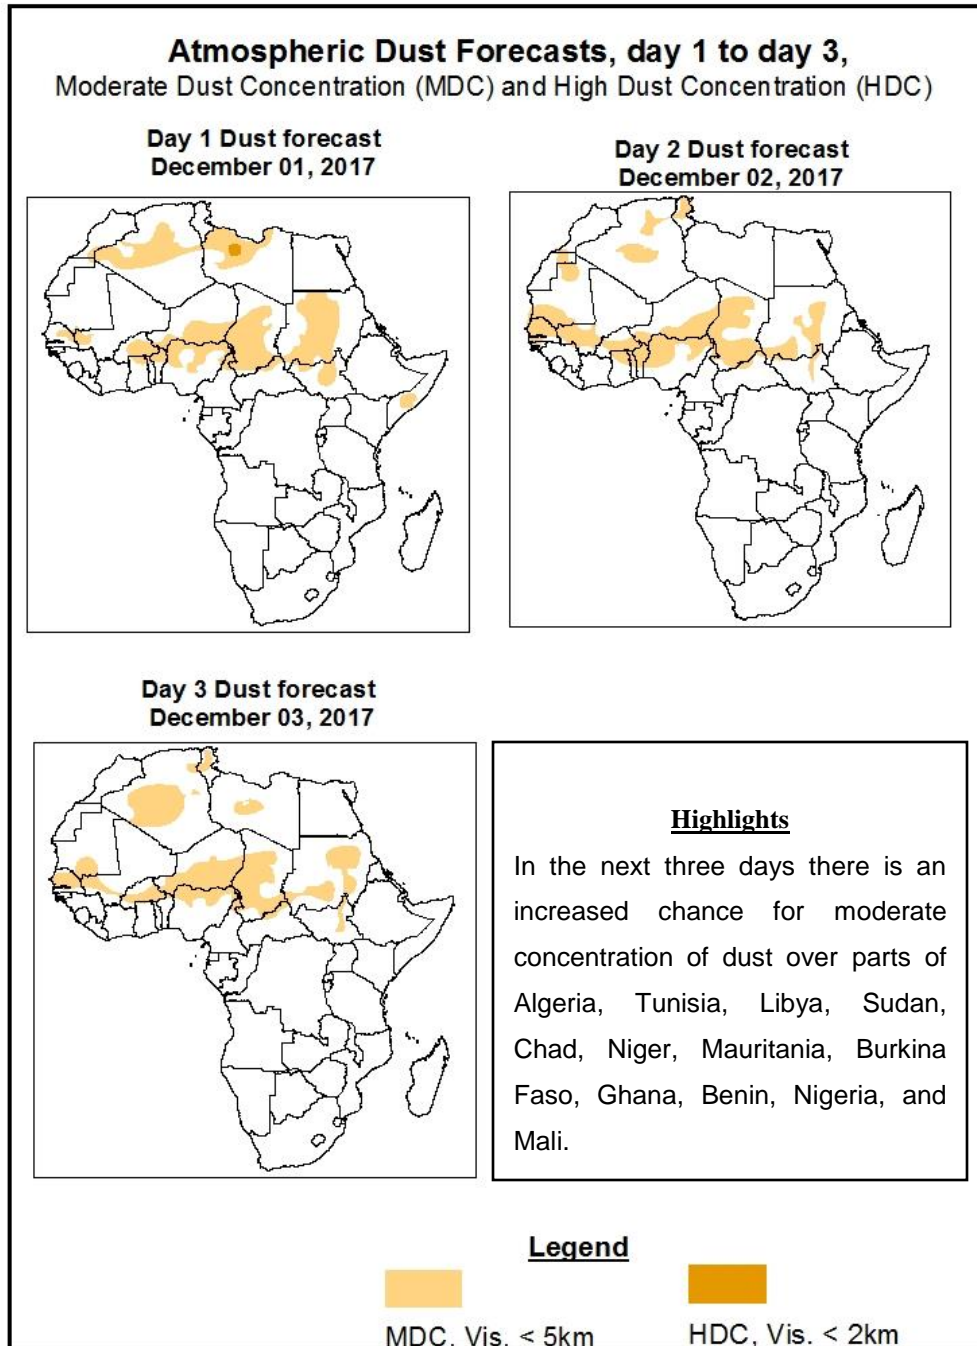 Atmospheric Dust Forecasts, day 1 to day 3,
Moderate Dust Concentration (MDC) and High Dust Concentration (HDC)
Day 1 Dust forecast
December 01, 2017
Day 2 Dust forecast
December 02, 2017
Day 3 Dust forecast
December 03, 2017
Highlights
In the next three days there is an
increased chance for moderate
concentration of dust over parts of
Algeria, Tunisia, Libya, Sudan,
Chad, Niger, Mauritania, Burkina
Faso, Ghana, Benin, Nigeria, and
Mali.
Legend
MDC, Vis. < 5km
HDC, Vis. < 2km